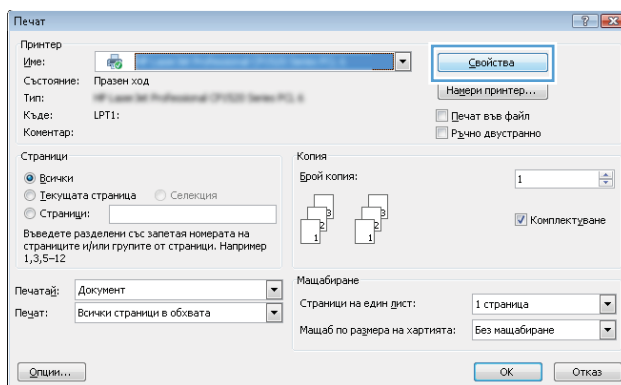 Печат
Принтер
Име:
Свойства
Състояние: Празен ход
Намери принтер...
Тип:
Къде: LPT1:
Печат във файл
Коментар:
Ръчно двустранно
Страници
Всички
Текущата страница Селекция
Страници:
Въведете разделени със запетая номерата на
страниците и/или групите от страници. Например
1,3,5–12
Копия
Брой копия: 1
Комплектуване
Печатай: Документ
Печат: Всички страници в обхвата
Мащабиране
Страници на един лист: 1 страница
Мащаб по размера на хартията: Без мащабиране
Опции...
OK Отказ